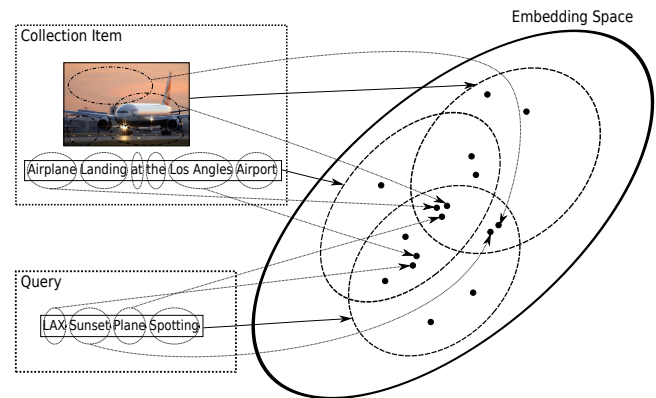 Embedding Space
Collection Item
Airplane Landing at the Los Angles Airport
Query
LAX Sunset Plane Spotting